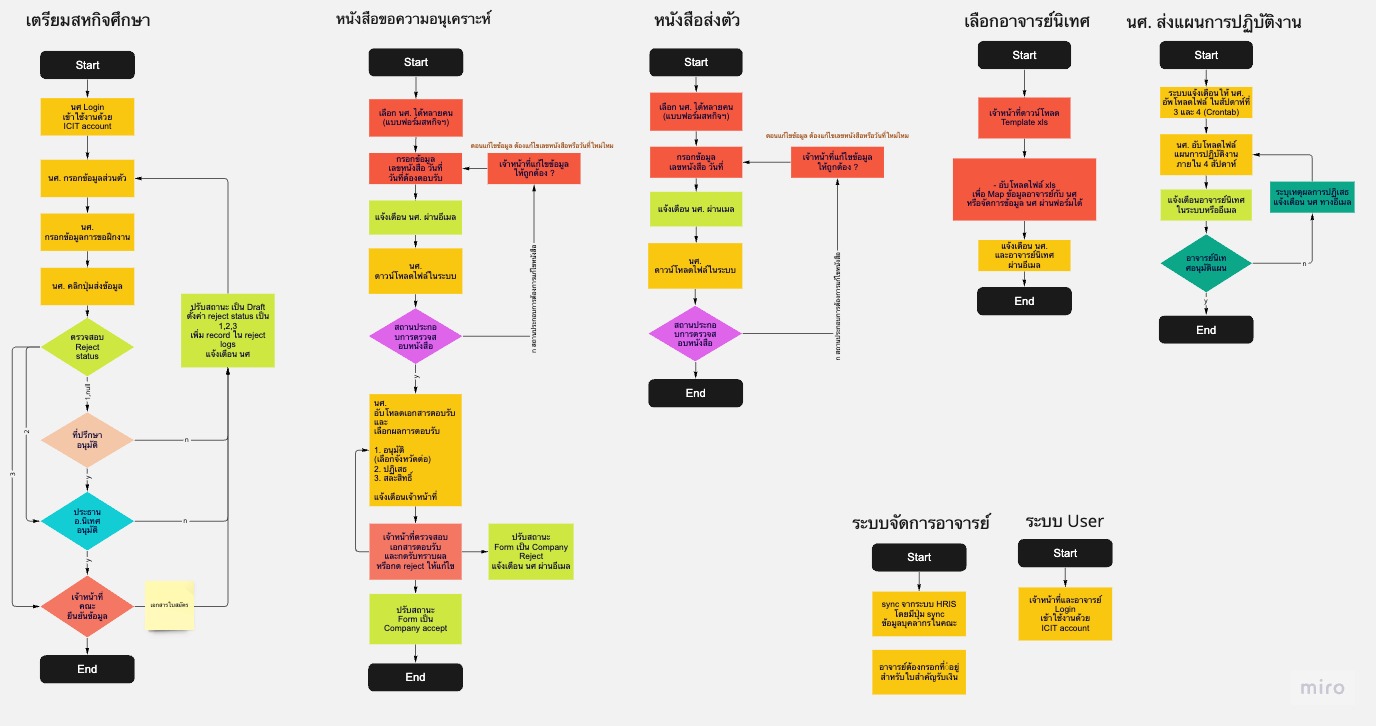 เตรียมสหกิจศึกษา
Start
นศ Login
เข้าใช้งานด้วย
ICIT account
นศ. กรอกข้อมูลส่วนตัว
นศ.
กรอกข้อมูลการขอฝึกงาน
นศ. คลิกปุ่มส่งข้อมูล
ตรวจสอบ
Reject
status
1,null
2
3
ที่ปรึกษา
อนุมัติ
n
y
ประธาน
อ.นิเทศ
อนุมัติ
n
y
เจ้าหน้าที่
คณะ
ยืนยันข้อมูล
เอกสารใบสมัคร
End
ปรับสถานะ เป็น Draft
ตั้งค่า reject status เป็น
1,2,3
เพิ่ม record ใน reject
logs
แจ้งเตือน นศ
หนังสือขอความอนุเคราะห์
Start
เลือก นศ. ได้หลายคน
(แบบฟอร์มสหกิจฯ)
ตอนแก้ไขข้อมูล ต้องแก้ไขเลขหนังสือหรือวันที่ใหม่ไหม
กรอกข้อมูล
เลขหนังสือ วันที่
วันที่ต้องตอบรับ
เจ้าหน้าที่แก้ไขข้อมูล
ให้ถูกต้อง ?
แจ้งเตือน นศ. ผ่านอีเมล
นศ.
ดาวน์โหลดไฟล์ในระบบ
สถานประกอ
บการตรวจส
อบหนังสือ
n สถานประกอบการต้องการแก้ไขหนังสือ
y
นศ.
อัปโหลดเอกสารตอบรับ
และ
เลือกผลการตอบรับ
1. อนุมัติ
(เลือกจังหวัดต่อ)
2. ปฏิเสธ
3. สละสิทธิ์
แจ้งเตือนเจ้าหน้าที่
เจ้าหน้าที่ตรวจสอบ
เอกสารตอบรับ
และกดรับทราบผล
หรือกด reject ให้แก้ไข
ปรับสถานะ
Form เป็น Company
Reject
แจ้งเตือน นศ ผ่านอีเมล
ปรับสถานะ
Form เป็น
Company accept
End
หนังสือส่งตัว
Start
เลือก นศ. ได้หลายคน
(แบบฟอร์มสหกิจฯ)
ตอนแก้ไขข้อมูล ต้องแก้ไขเลขหนังสือหรือวันที่ใหม่ไหม
กรอกข้อมูล
เลขหนังสือ วันที่
เจ้าหน้าที่แก้ไขข้อมูล
ให้ถูกต้อง ?
แจ้งเตือน นศ. ผ่านเมล
นศ.
ดาวน์โหลดไฟล์ในระบบ
สถานประกอ
บการตรวจส
อบหนังสือ
n สถานประกอบการต้องการแก้ไขหนังสือ
End
เลือกอาจารย์นิเทศ
Start
เจ้าหน้าที่ดาวน์โหลด
Template xls
- อัปโหลดไฟล์ xls
เพื่อ Map ข้อมูลอาจารย์กับ นศ
หรือจัดการข้อมูล นศ ผ่านฟอร์มได้
แจ้งเตือน นศ.
และอาจารย์นิเทศ
ผ่านอีเมล
End
นศ. ส่งแผนการปฏิบัติงาน
Start
ระบบแจ้งเตือนให้ นศ.
อัพโหลดไฟล์ ในสัปดาห์ที่
3 และ 4 (Crontab)
นศ. อัปโหลดไฟล์
แผนการปฏิบัติงาน
ภายใน 4 สัปดาห์
แจ้งเตือนอาจารย์นิเทศ
ในระบบหรืออีเมล
ระบุเหตุผลการปฏิเสธ
แจ้งเตือน นศ ทางอีเมล
อาจารย์นิเท
ศอนุมัติแผน
n
y
End
ระบบจัดการอาจารย์
Start
sync จากระบบ HRIS
โดยมีปุ่ม sync
ข้อมูลบุคลากรในคณะ
อาจารย์ต้องกรอกที่อยู่
สำหรับใบสำคัญรับเงิน
ระบบ User
Start
เจ้าหน้าที่และอาจารย์
Login
เข้าใช้งานด้วย
ICIT account
miro